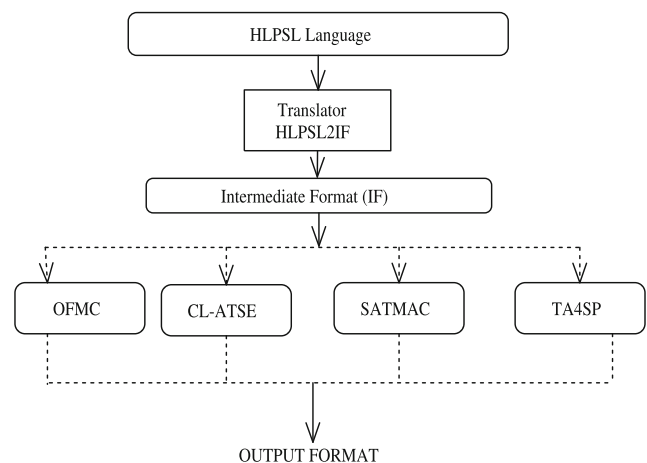 HLPSL Language
Translator
HLPSL2IF
Intermediate Format (IF)
OFMC
CL-ATSE
SATMAC
TA4SP
OUTPUT FORMAT